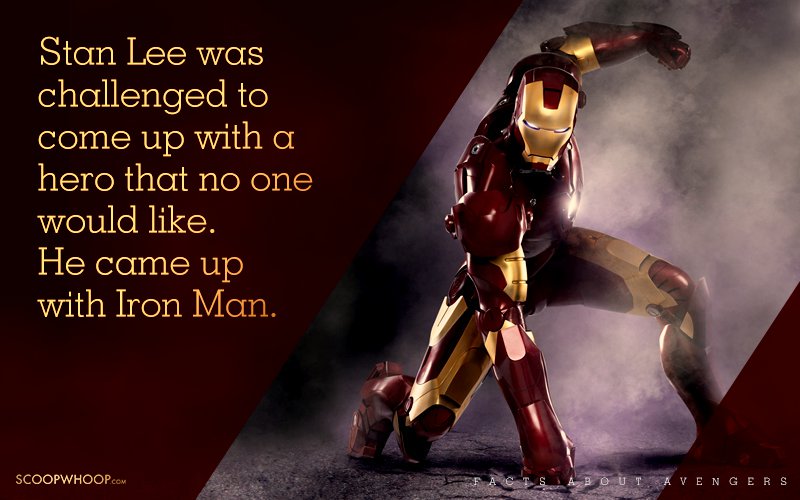 Stan Lee was
challenged to
come up with a
hero that no one
would like.
He came up
with Iron Man.
SCOOPWHOOP.COM
FACTS ABOUT AVENGERS